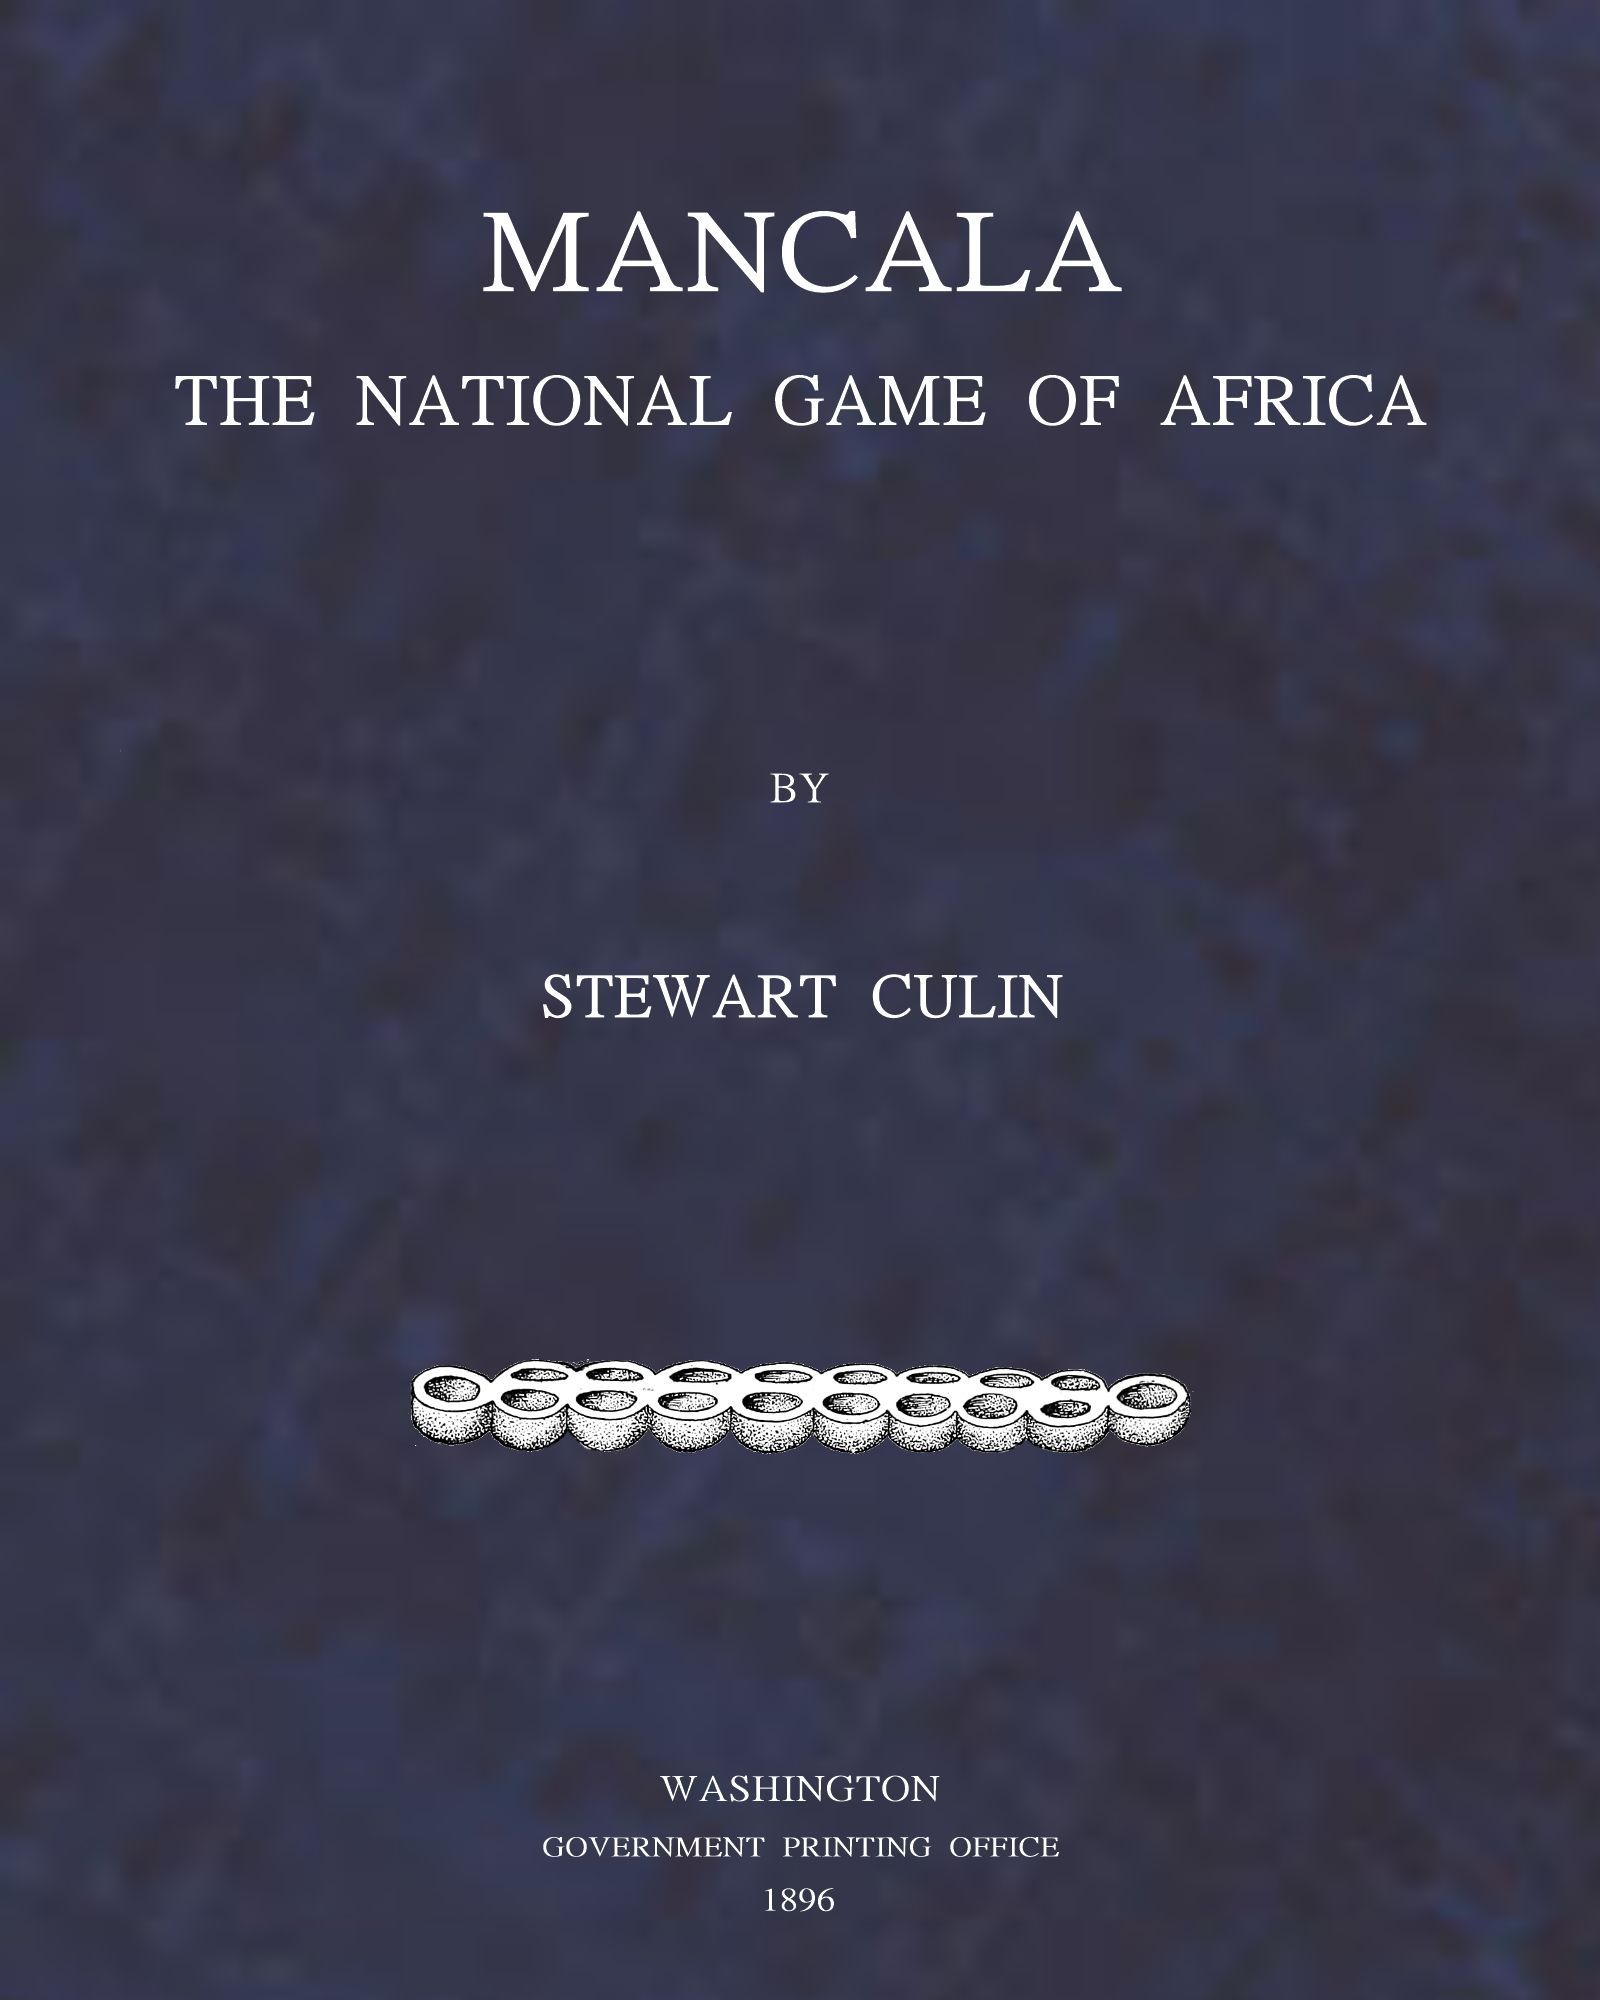 MANCALA
THE NATIONAL GAME OF AFRICA
BY
STEWART CULIN
WASHINGTON
GOVERNMENT PRINTING OFFICE
1896